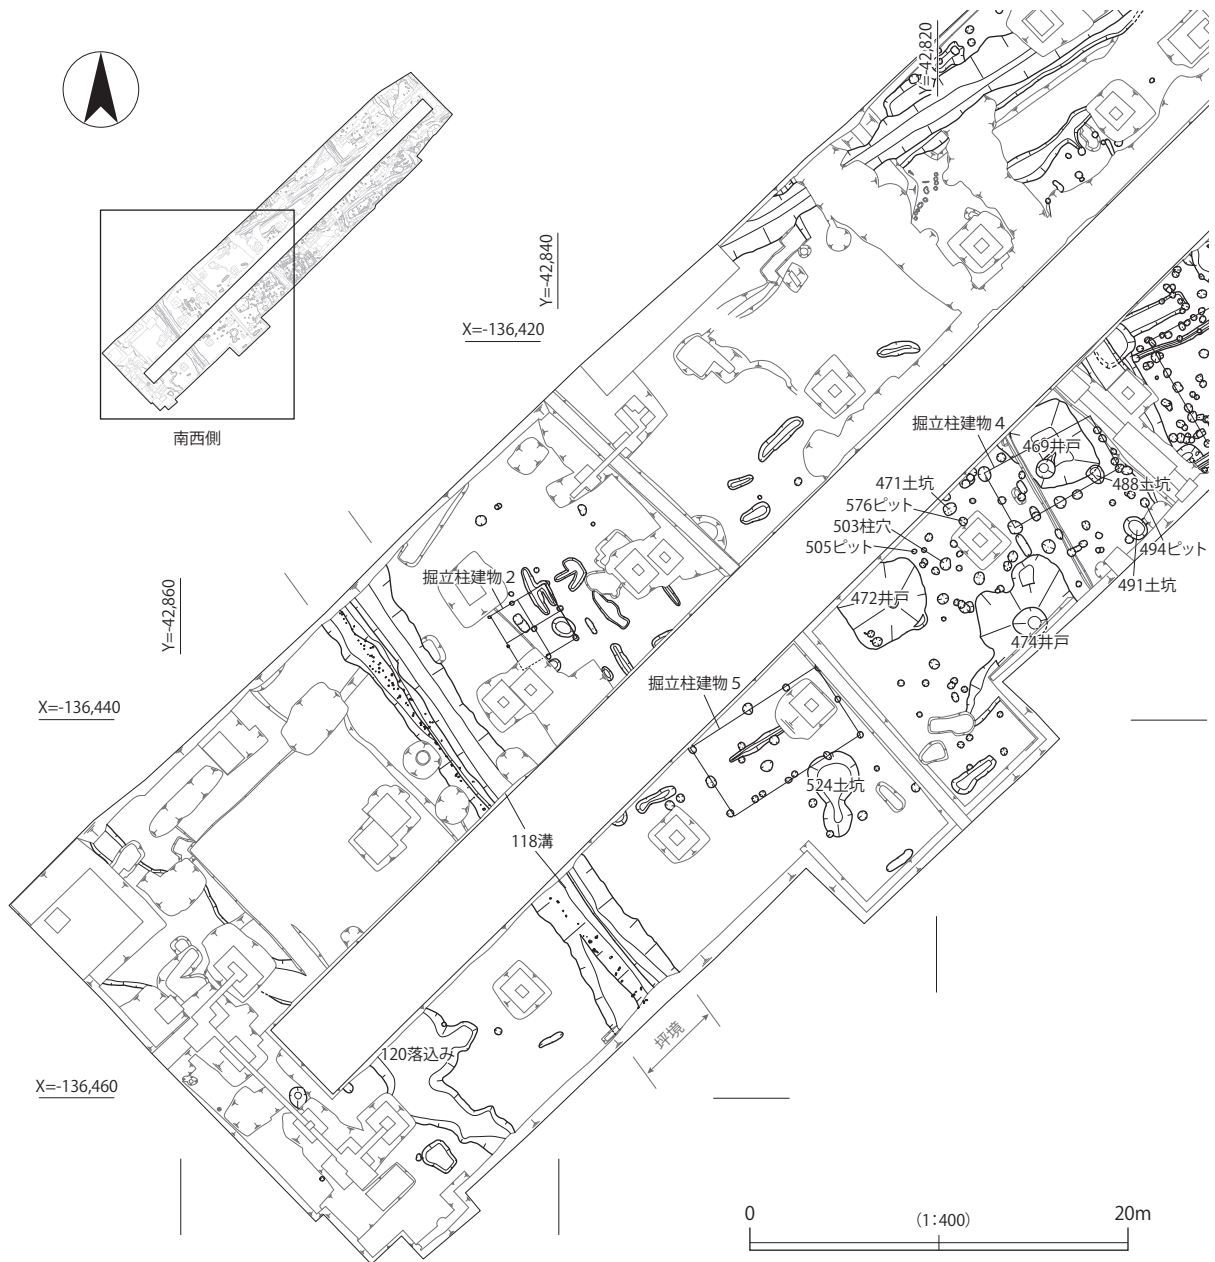 Y=-42,820
Y=-42,840
X=-136,420
南西側
掘立柱建物 4
469井戸
471土坑
488土坑
576ピット
503柱穴
505ピット
494ピット
491土坑
掘立柱建物 2
472井戸
Y=-42,860
474井戸
掘立柱建物 5
X=-136,440
524土坑
118溝
坪境
120落込み
X=-136,460
0
(1:400)
20m